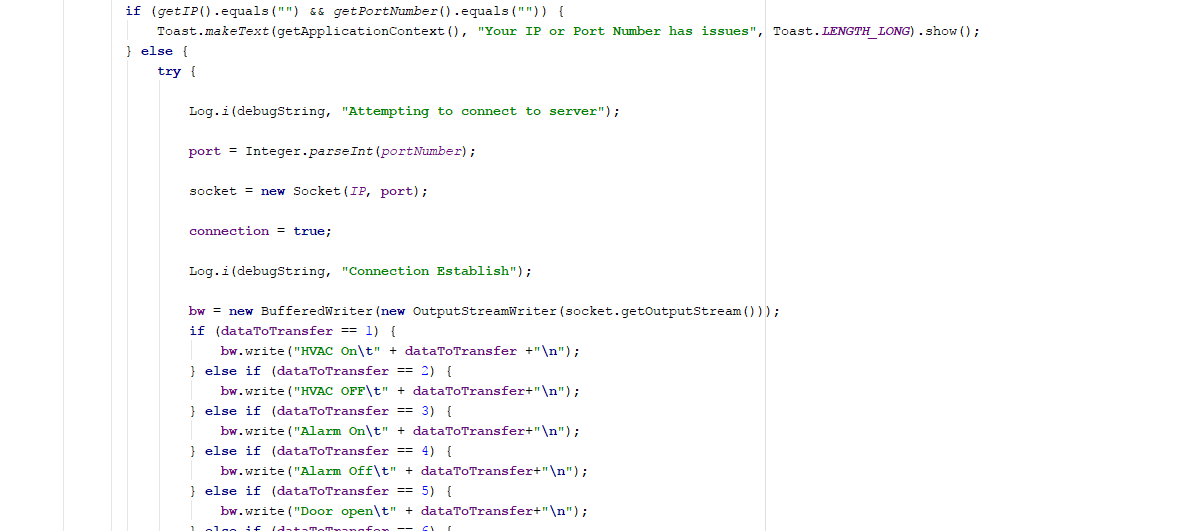 if (getIP().equals("") && getPortNumber().equals("")) {
Toast.makeText(getApplicationContext(), "Your IP or Port Number has issues", Toast.LENGTH_LONG).show();
} else {
try {
Log.i(debugString, "Attempting to connect to server");
port = Integer.parseInt(portNumber);
socket = new Socket(IP, port);
connection = true;
Log.i(debugString, "Connection Establish");
bw = new BufferedWriter(new OutputStreamWriter(socket.getOutputStream()));
if (dataToTransfer == 1) {
bw.write("HVAC On\t" + dataToTransfer +"\n");
} else if (dataToTransfer == 2) {
bw.write("HVAC OFF\t" + dataToTransfer+"\n");
} else if (dataToTransfer == 3) {
bw.write("Alarm On\t" + dataToTransfer+"\n");
} else if (dataToTransfer == 4) {
bw.write("Alarm Off\t" + dataToTransfer+"\n");
} else if (dataToTransfer == 5) {
bw.write("Door open\t" + dataToTransfer+"\n");
} else if (dataToTransfer == 6) {